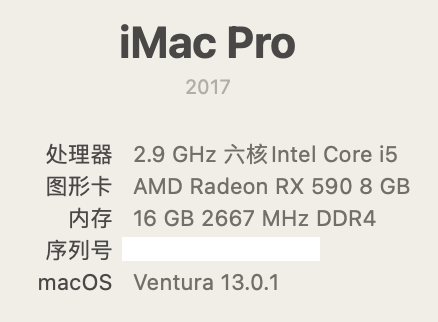 iMac Pro
2017
处理器 2.9 GHz 六核Intel Core i5
图形卡 AMD Radeon RX 590 8 GB
内存 16 GB 2667 MHz DDR4
序列号
macOS Ventura 13.0.1